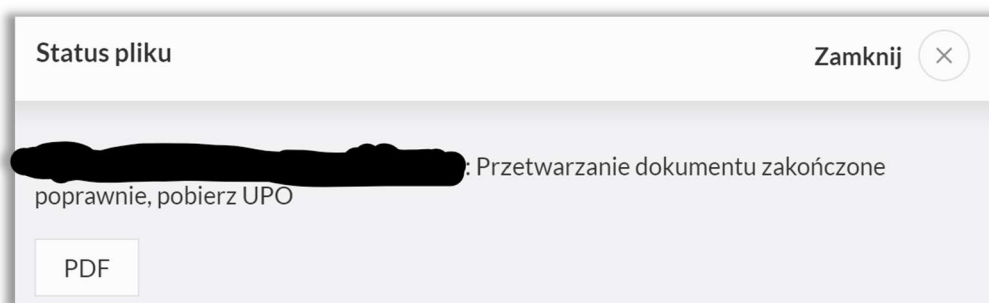 Status pliku
Zamknij
: Przetwarzanie dokumentu zakończone
poprawnie, pobierz UPO
PDF